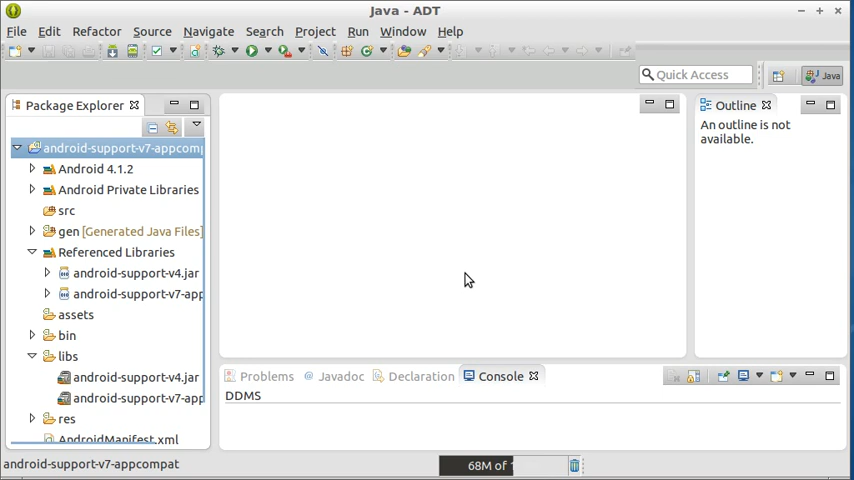 Java - ADT
File Edit Refactor Source Navigate Search Project Run Window Help
Quick Access
Java
Package Explorer
Outline
An outline is not
available.
android-support-v7-appcomp
Android 4.1.2
Android Private Libraries
src
gen [Generated Java Files]
Referenced Libraries
android-support-v4.jar
android-support-v7-app
assets
bin
libs
android-support-v4.jar
android-support-v7-app
res
AndroidManifest.xml
Problems @ Javadoc Declaration Console
DDMS
android-support-v7-appcompat
68M of